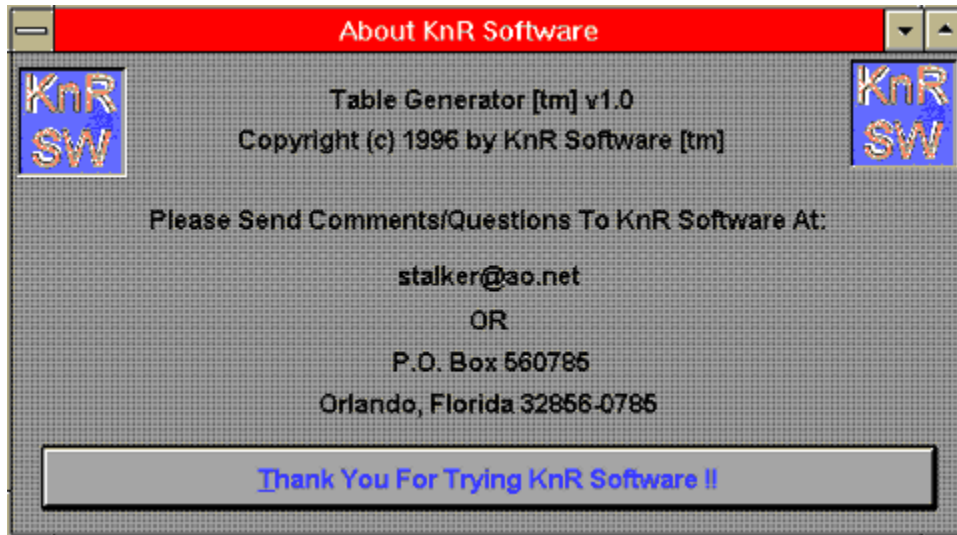 About KnR Software
KnR
SW
KnR
SW
Table Generator [tm] v1.0
Copyright (c) 1996 by KnR Software [tm]
Please Send Comments/Questions To KnR Software At:
stalker@ao.net
OR
P.O. Box 560785
Orlando, Florida 32856-0785
Thank You For Trying KnR Software !!